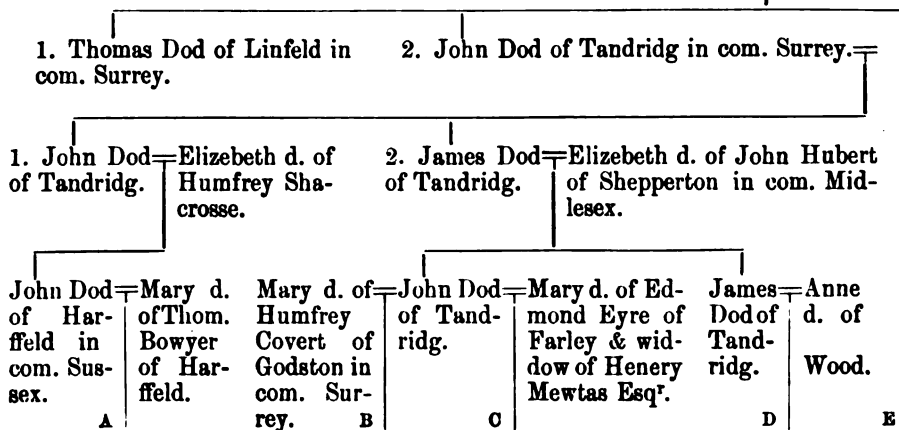 1. Thomas Dod of Linfeld in
com. Surrey.
2. John Dod of Tandridg in com. Surrey.
1. John Dod
of Tandridg.
Elizebeth d. of
Humfrey Sha-
crosse.
2. James Dod
of Tandridg.
Elizebeth d. of John Hubert
of Shepperton in com. Mid-
lesex.
John Dod
of Har-
ffeld in
com. Sus-
sex.
A
Mary d.
of Thom.
Bowyer
of Har-
ffeld.
Mary d. of
Humfrey
Covert of
Godston in
com. Sur-
rey.
B
John Dod
of Tand-
ridg.
C
Mary d. of Ed-
mond Eyre of
Farley & wid-
dow of Henery
Mewtas Esqʳ.
James
Dod of
Tand-
ridg.
D
Anne
d. of
Wood.
E